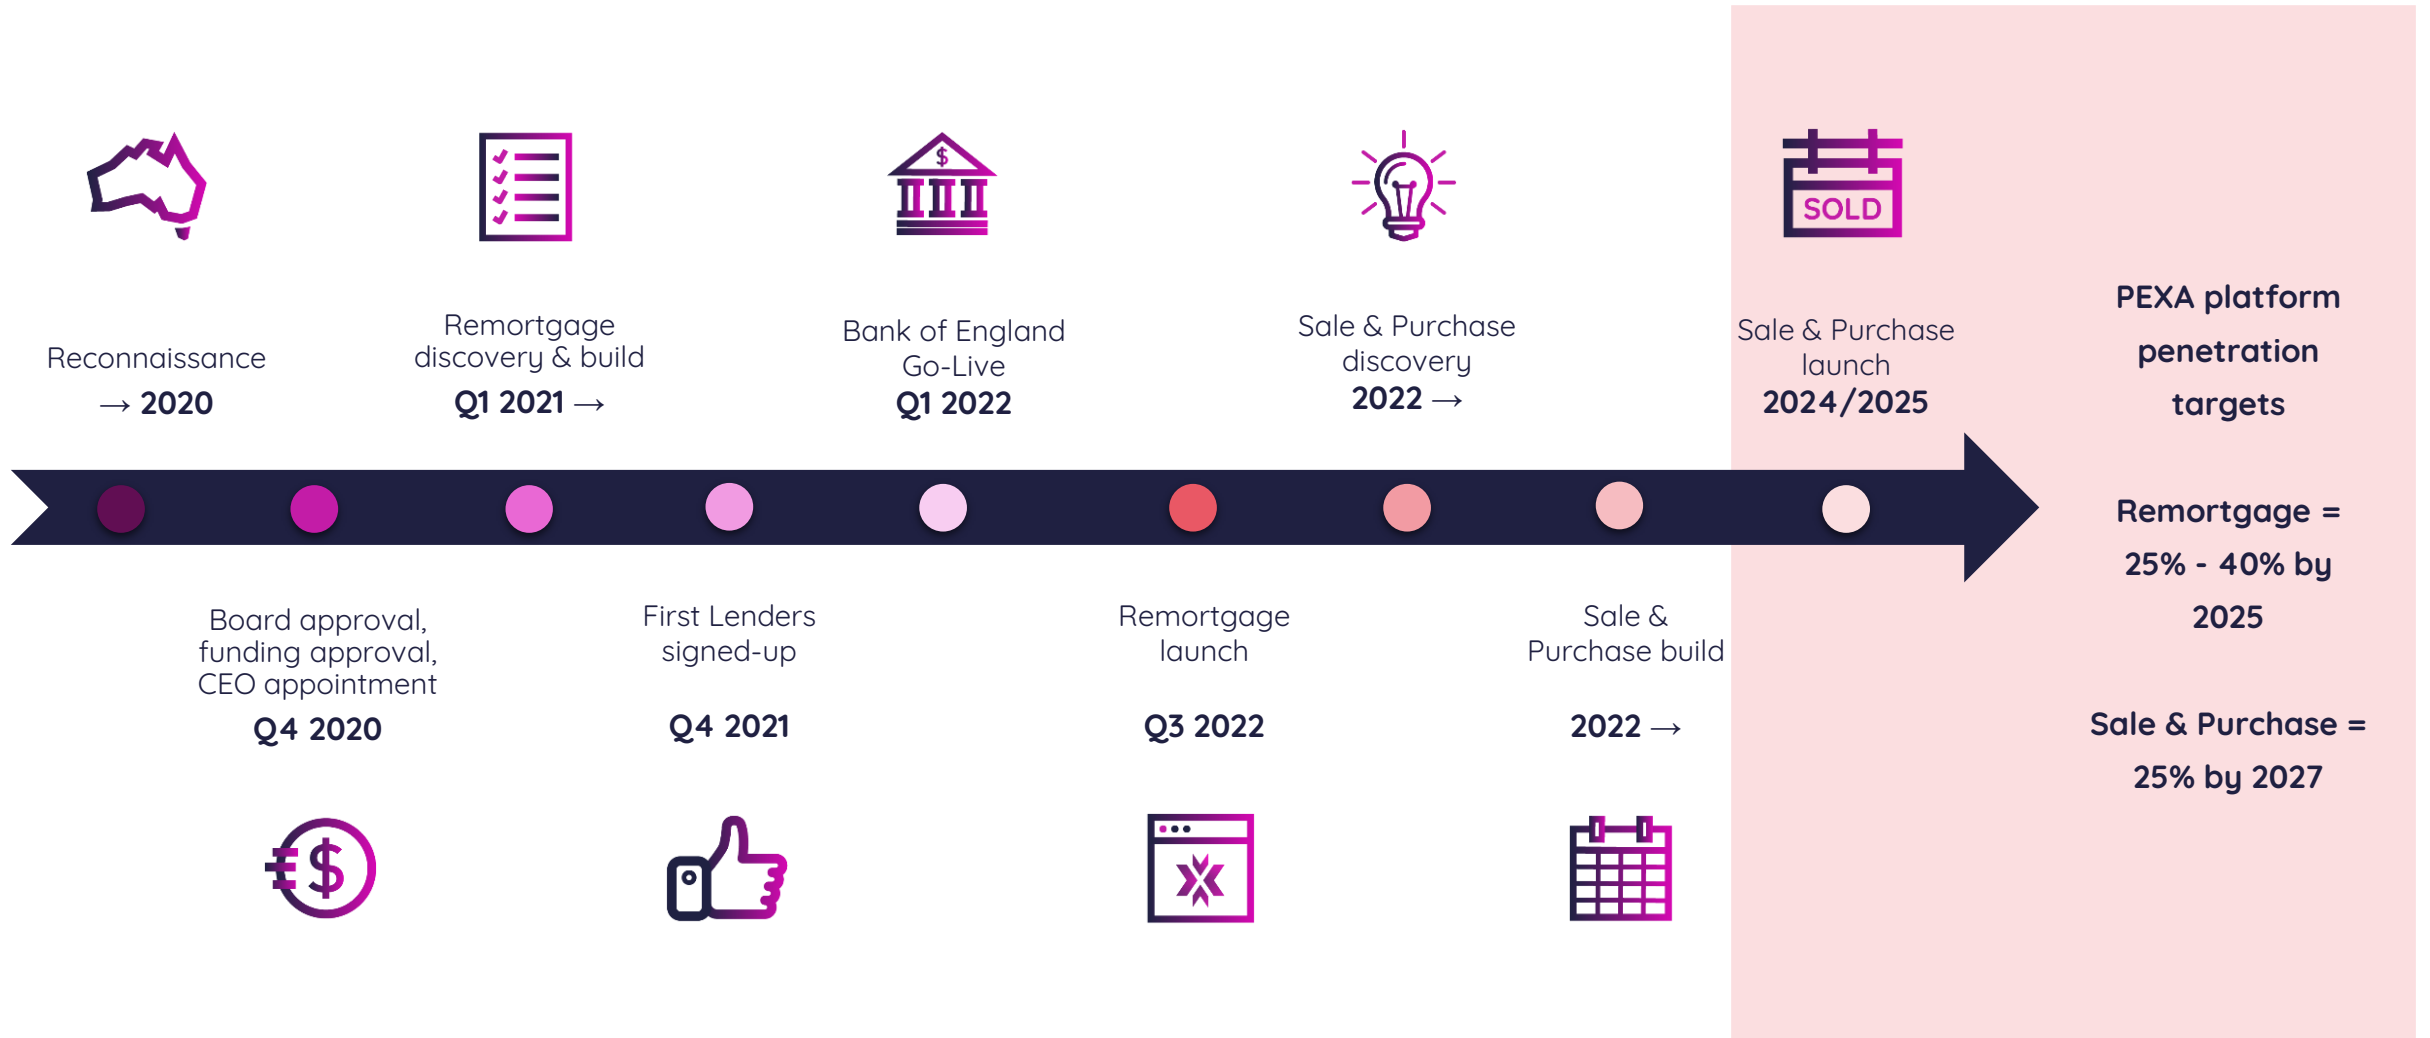 Reconnaissance
→ 2020
Board approval,
funding approval,
CEO appointment
Q4 2020
$
Remortgage
discovery & build
Q1 2021 →
First Lenders
signed-up
Q4 2021
$
Bank of England
Go-Live
Q1 2022
Remortgage
launch
Q3 2022
Sale & Purchase
discovery
2022 →
Sale &
Purchase build
2022 →
SOLD
Sale & Purchase
launch
2024/2025
PEXA platform
penetration
targets
Remortgage =
25% - 40% by
2025
Sale & Purchase =
25% by 2027